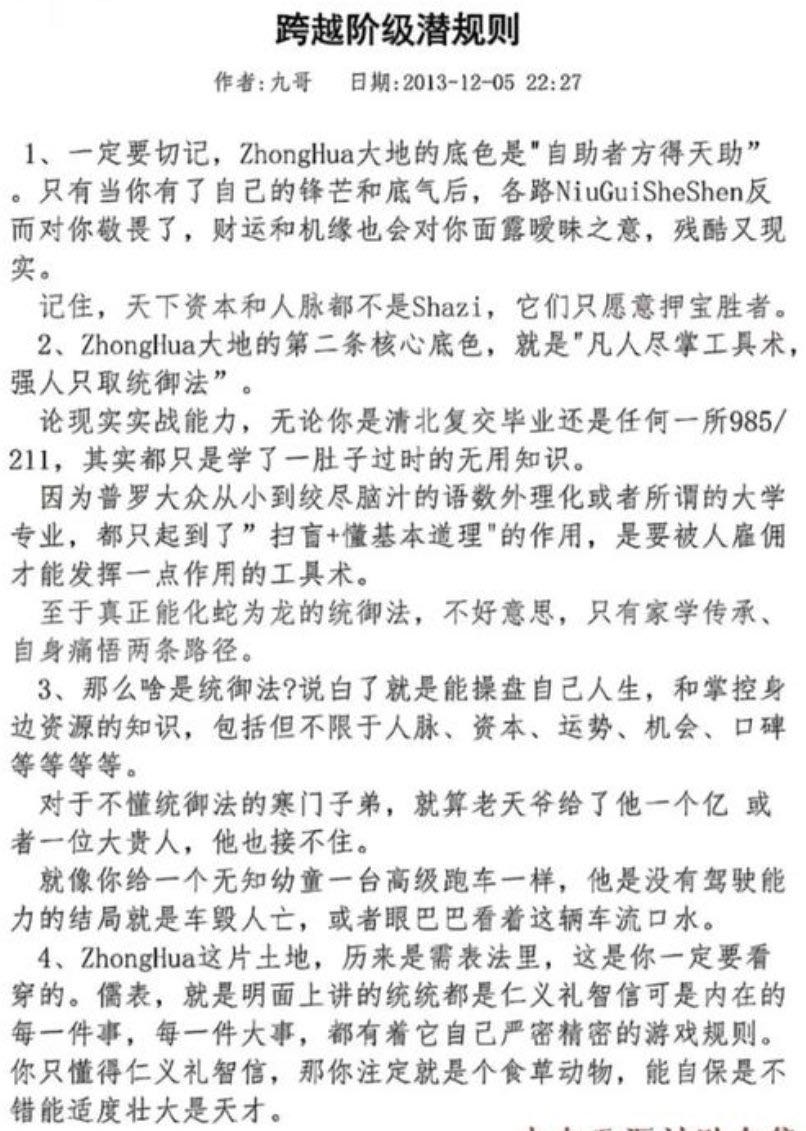 跨越阶级潜规则
作者:九哥 日期:2013-12-05 22:27
1、一定要切记，ZhongHua大地的底色是"自助者方得天助”
。只有当你有了自己的锋芒和底气后，各路NiuGuiSheShen反
而对你敬畏了，财运和机缘也会对你面露暧昧之意，残酷又现
实。
记住，天下资本和人脉都不是Shazi，它们只愿意押宝胜者。
2、ZhongHua大地的第二条核心底色，就是"凡人尽掌工具术，
强人只取统御法”。
论现实实战能力，无论你是清北复交毕业还是任何一所985/
211，其实都只是学了一肚子过时的无用知识。
因为普罗大众从小到绞尽脑汁的语数外理化或者所谓的大学
专业，都只起到了”扫盲+懂基本道理"的作用，是要被人雇佣
才能发挥一点作用的工具术。
至于真正能化蛇为龙的统御法，不好意思，只有家学传承、
自身痛悟两条路径。
3、那么啥是统御法?说白了就是能操盘自己人生，和掌控身
边资源的知识，包括但不限于人脉、资本、运势、机会、口碑
等等等等。
对于不懂统御法的寒门子弟，就算老天爷给了他一个亿 或
者一位大贵人，他也接不住。
就像你给一个无知幼童一台高级跑车一样，他是没有驾驶能
力的结局就是车毁人亡，或者眼巴巴看着这辆车流口水。
4、ZhongHua这片土地，历来是需表法里，这是你一定要看
穿的。儒表，就是明面上讲的统统都是仁义礼智信可是内在的
每一件事，每一件大事，都有着它自己严密精密的游戏规则。
你只懂得仁义礼智信，那你注定就是个食草动物，能自保是不
错能适度壮大是天才。